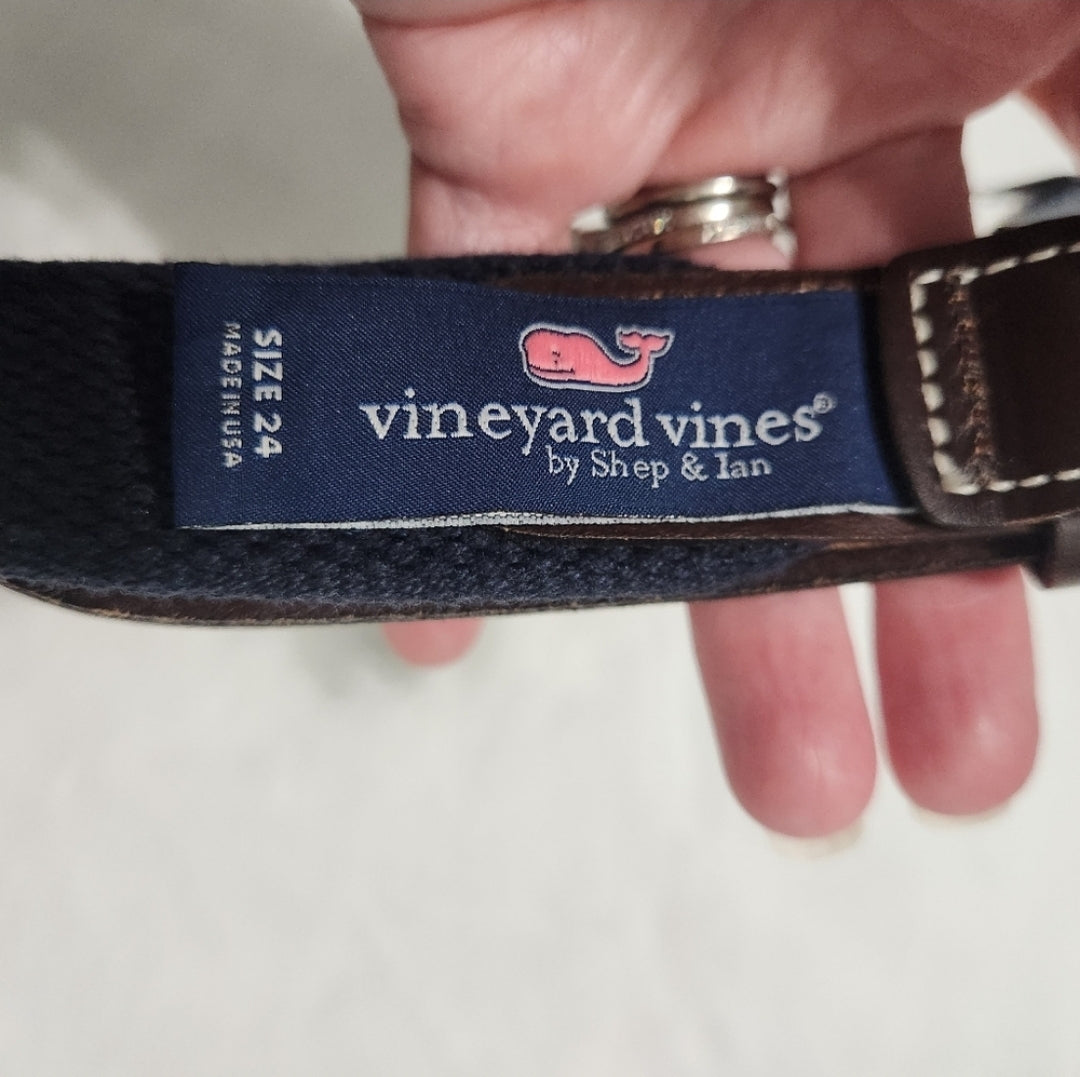 SIZE 24
MADE IN USA
vineyard vines®
by Shep & Ian